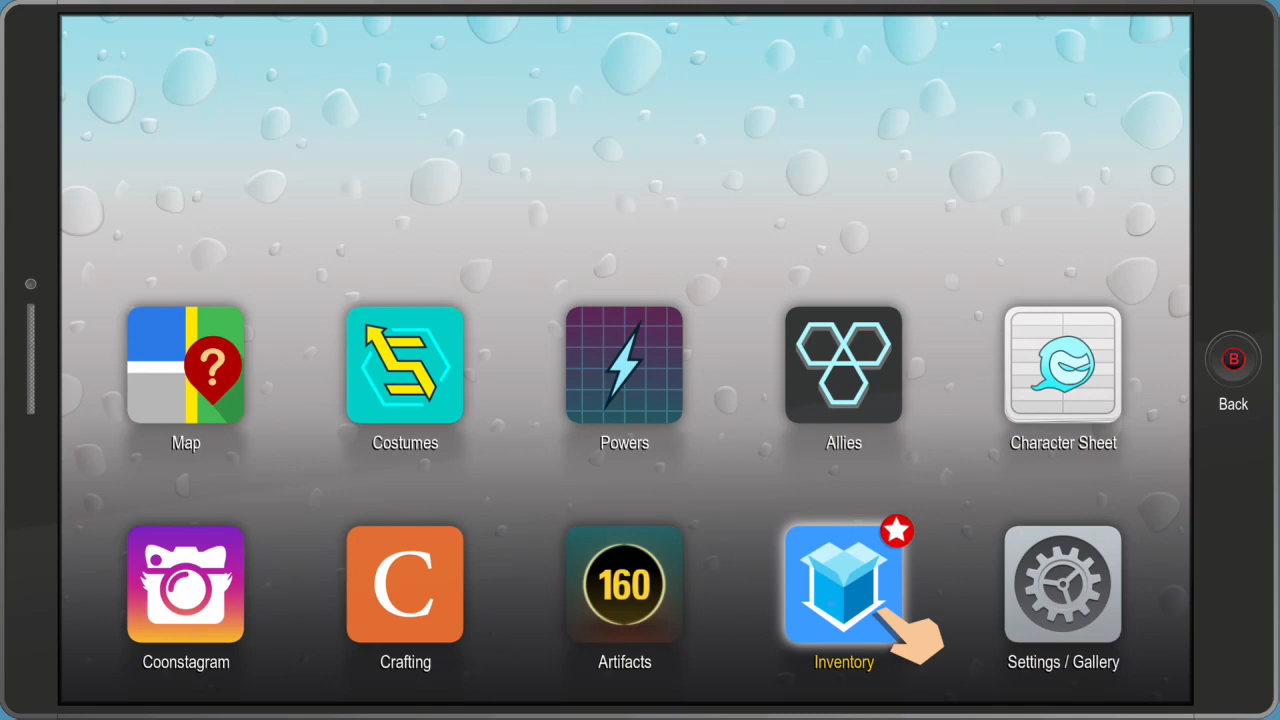 ?
Map
Costumes
Powers
Allies
Character Sheet
B
Back
C
160
Coonstagram
Crafting
Artifacts
Inventory
Settings / Gallery